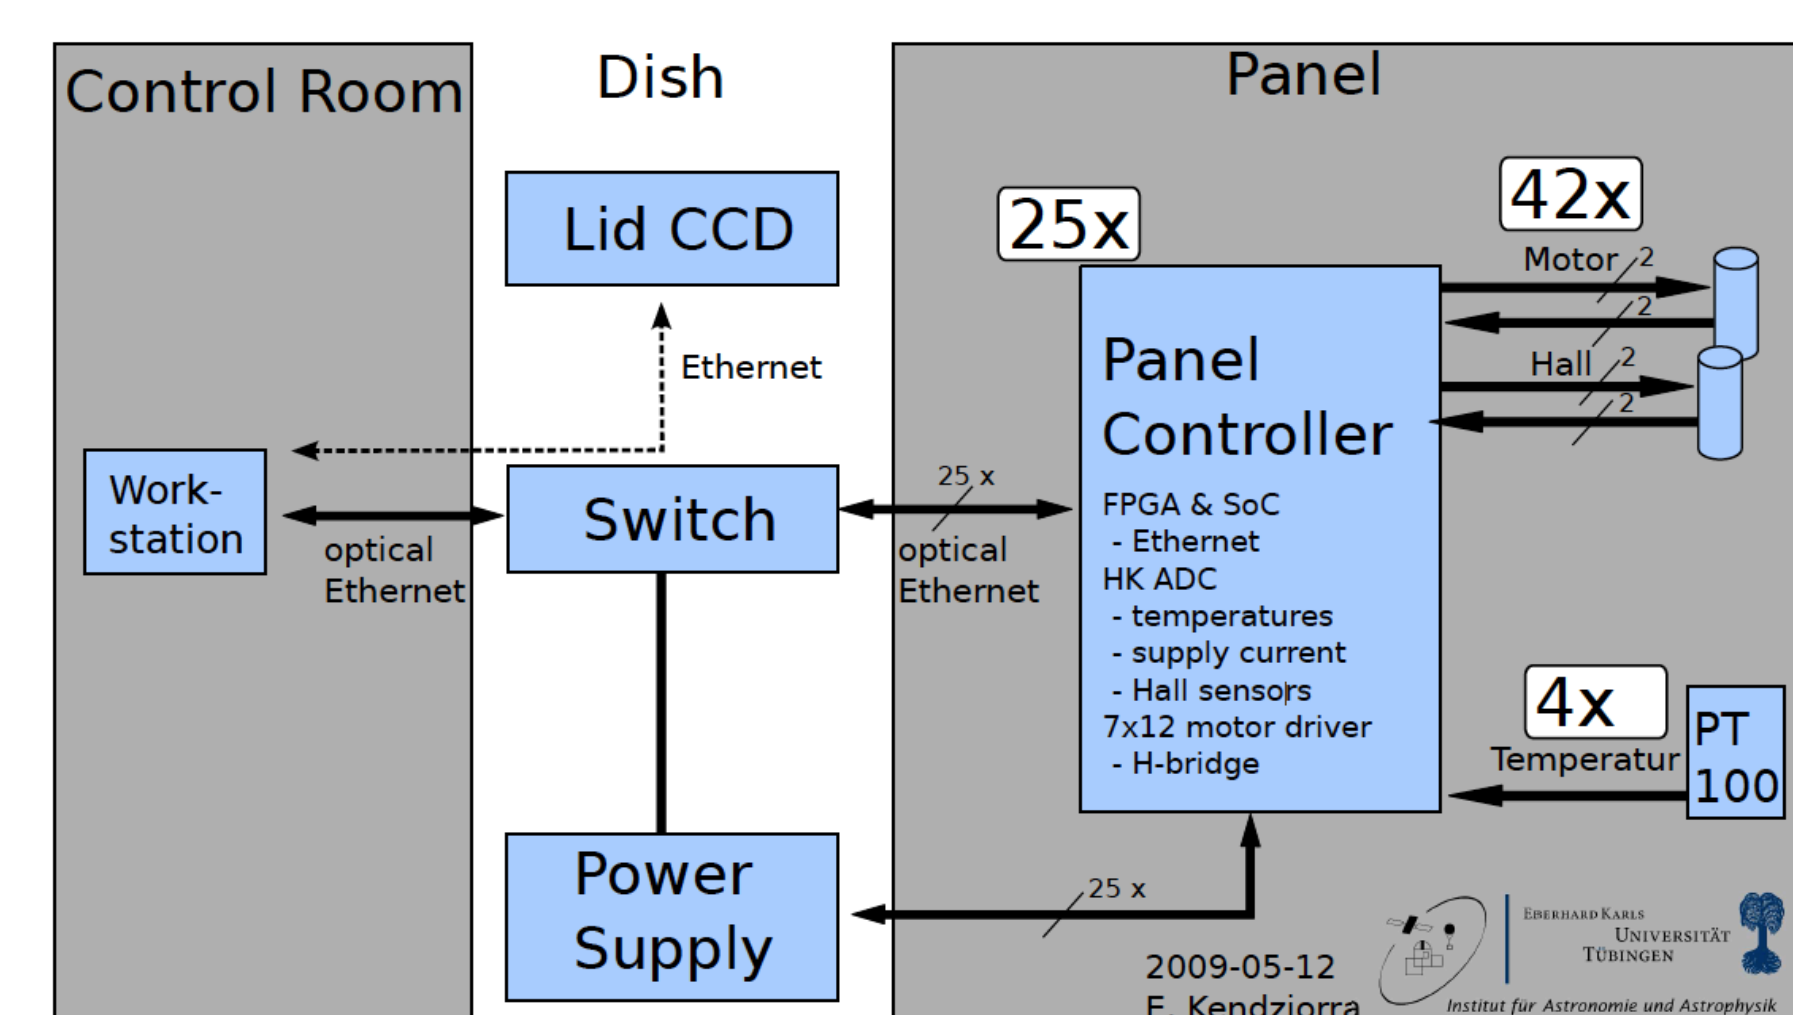 Control Room
Dish
Panel
Lid CCD
Ethernet
Work-
station
optical
Ethernet
Switch
25 x
optical
Ethernet
Power
Supply
25 x
25x
Panel
Controller
FPGA & SoC
- Ethernet
HK ADC
- temperatures
- supply current
- Hall sensors
7x12 motor driver
- H-bridge
42x
Motor 2
2
Hall 2
2
4x
Temperatur
PT
100
2009-05-12
E. Kendziorra
EBERHARD KARLS
UNIVERSITÄT
TÜBINGEN
Institut für Astronomie und Astrophysik